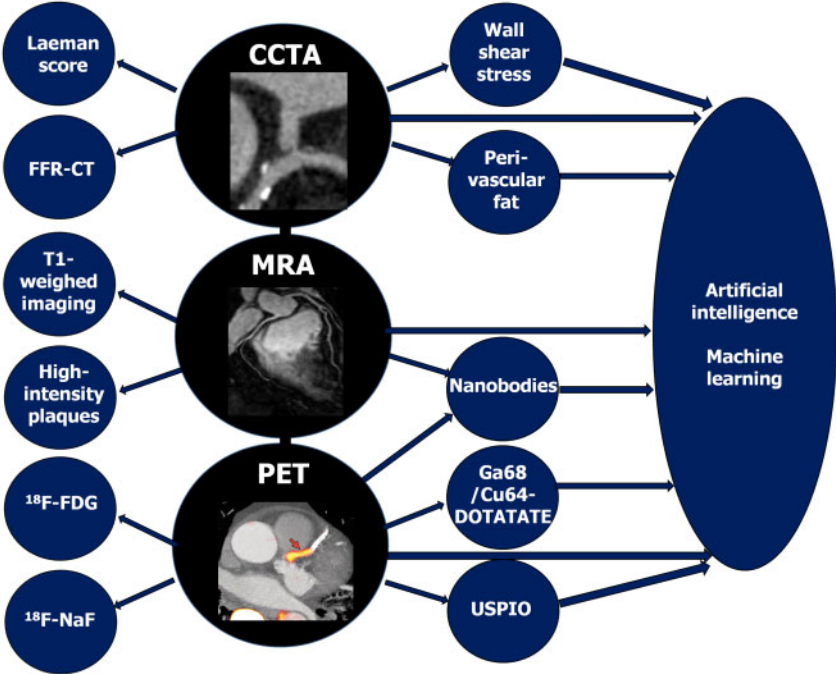 Laeman
score
CCTA
Wall
shear
stress
FFR-CT
Peri-
vascular
fat
T1-
weighed
imaging
MRA
Artificial
intelligence
Machine
learning
High-
intensity
plaques
Nanobodies
PET
18F-FDG
Ga68
/Cu64-
DOTATATE
18F-NaF
USPIO